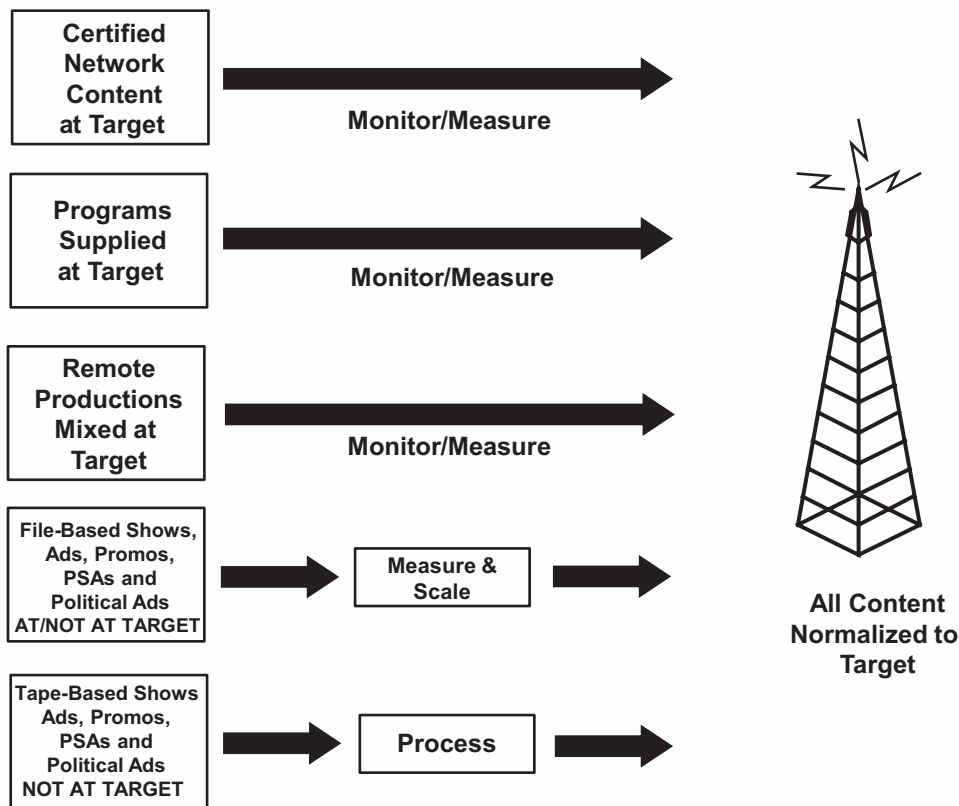 Certified
Network
Content
at Target
Monitor/Measure
Programs
Supplied
at Target
Monitor/Measure
Remote
Productions
Mixed at
Target
Monitor/Measure
File-Based Shows,
Ads, Promos,
PSAs and
Political Ads
AT/NOT AT TARGET
Measure &
Scale
Tape-Based Shows
Ads, Promos,
PSAs and
Political Ads
NOT AT TARGET
Process
All Content
Normalized to
Target